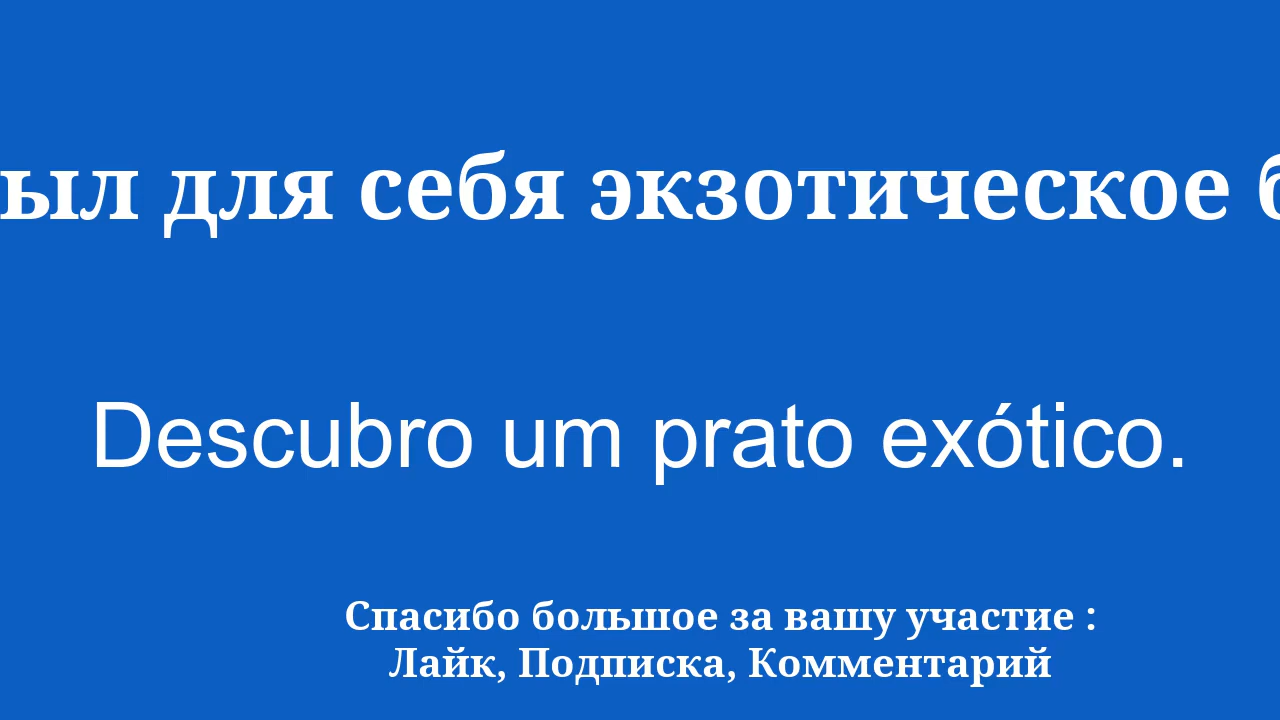 ыл для себя экзотическое
Descubro um prato exótico.
Спасибо большое за вашу участие :
Лайк, Подписка, Комментарий